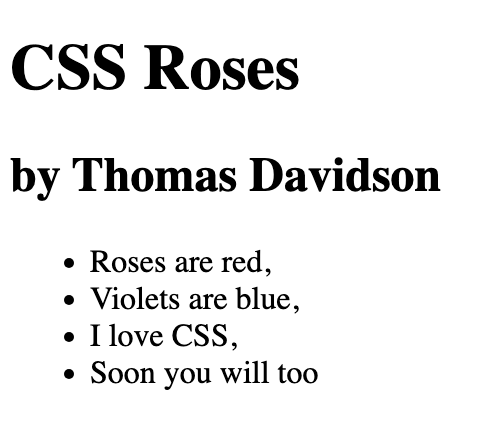 CSS Roses
by Thomas Davidson
• Roses are red,
• Violets are blue,
• I love CSS,
• Soon you will too